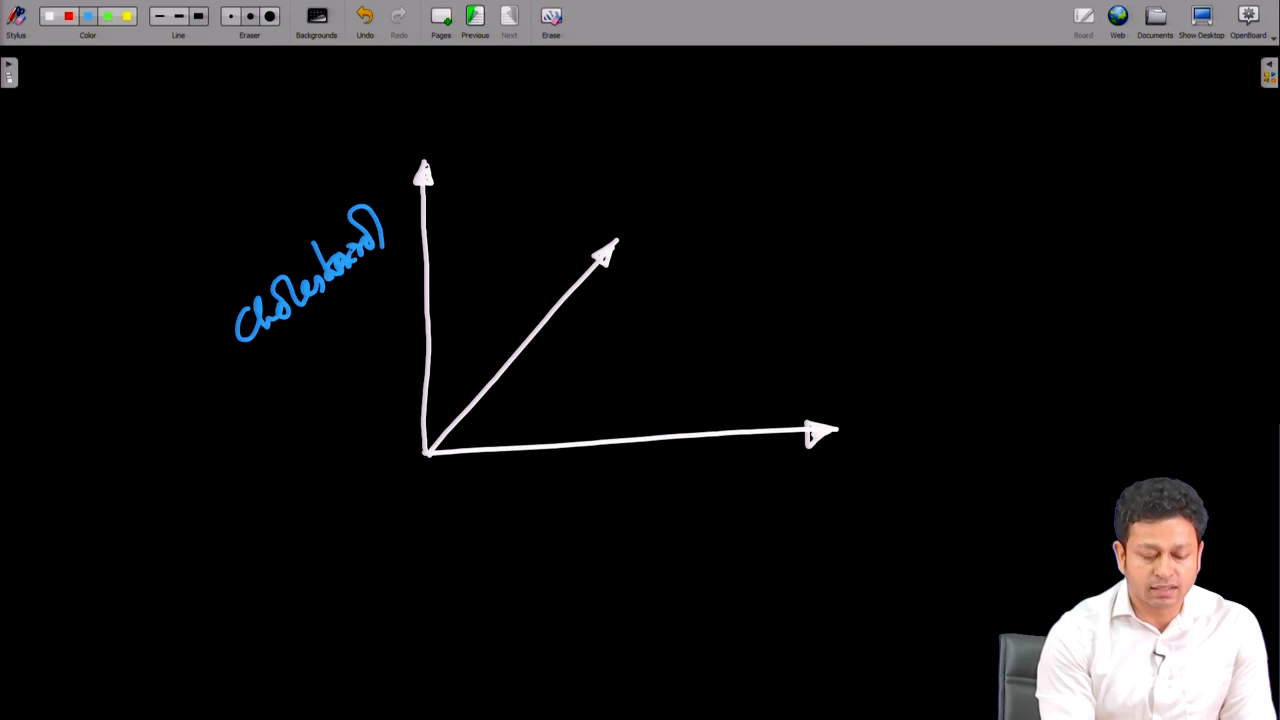 Stylus
Color
Line
Eraser
Backgrounds
Undo
Redo
Pages
Previous
Next
Erase
Board
Web
Documents
Show Desktop
OpenBoard
Cholesterol